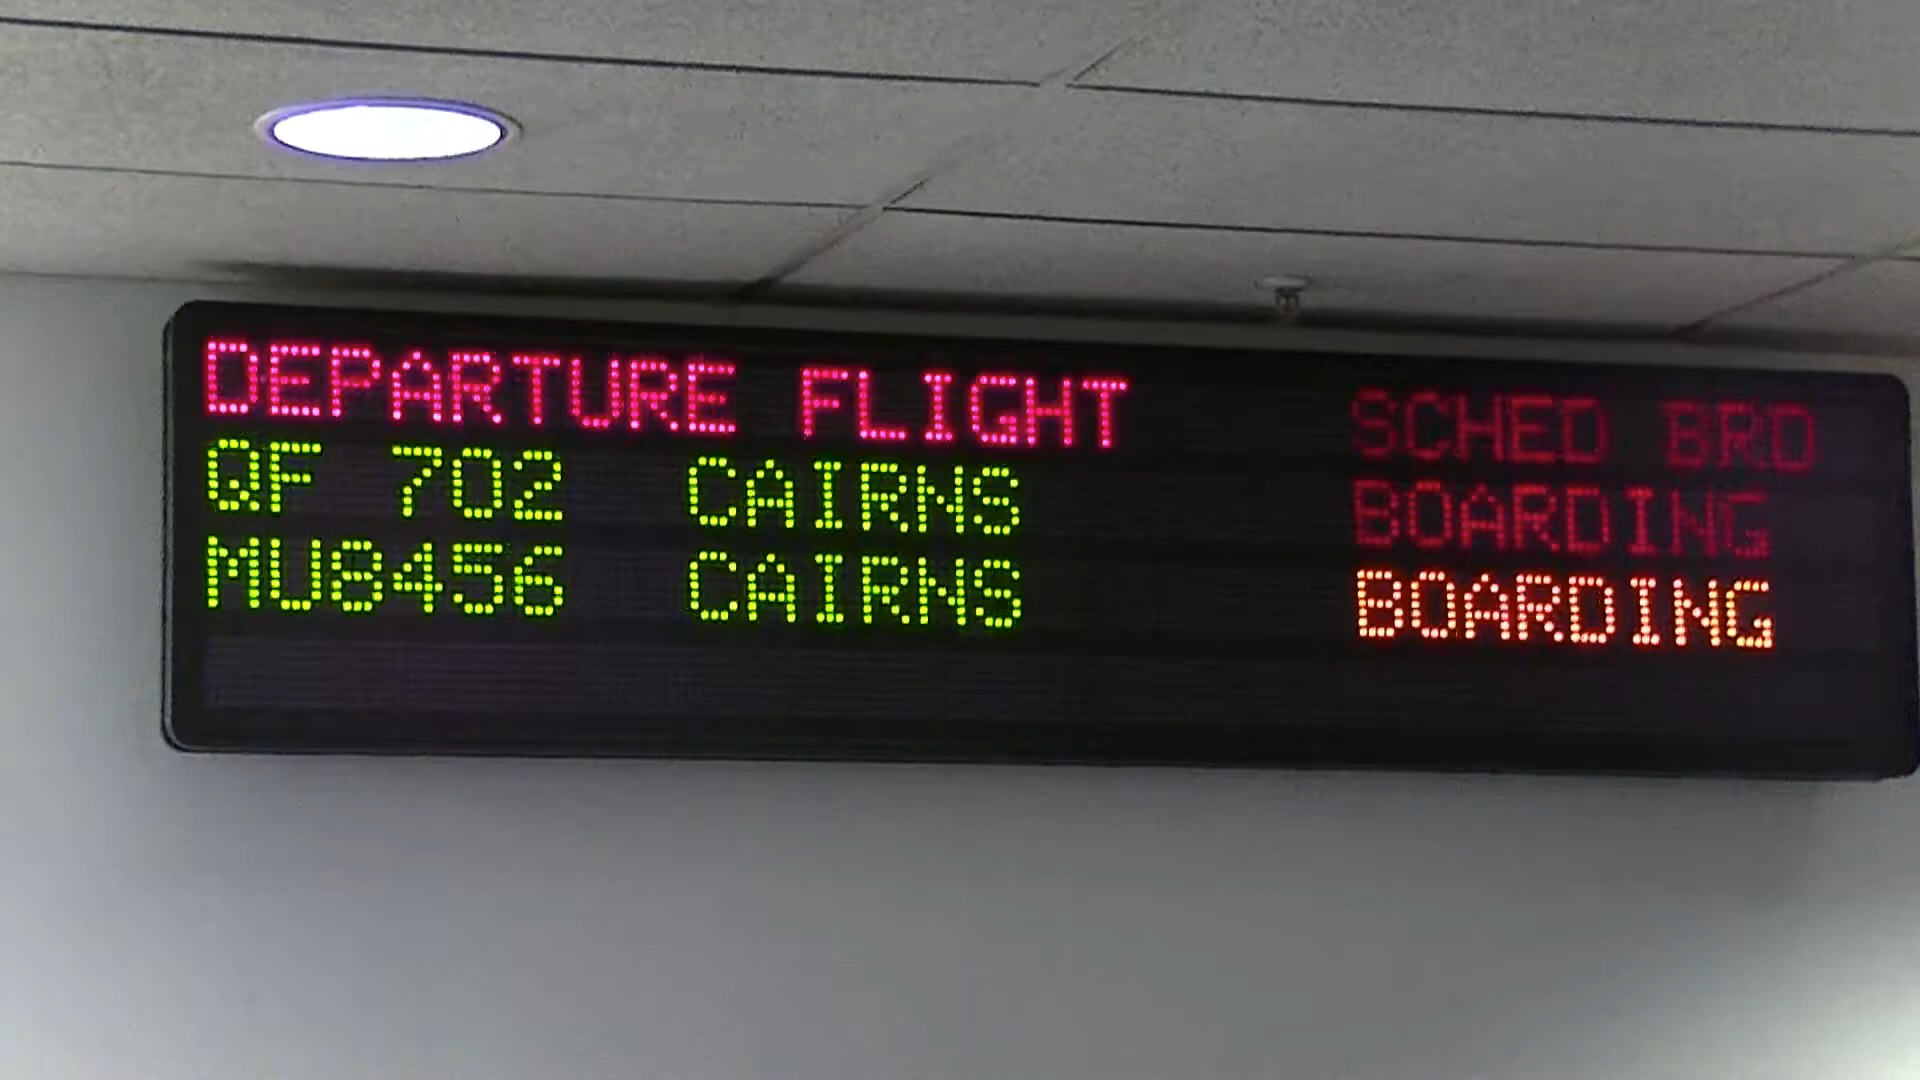 DEPARTURE FLIGHT SCHED BRD
QF 702 CAIRNS BOARDING
MU8456 CAIRNS BOARDING